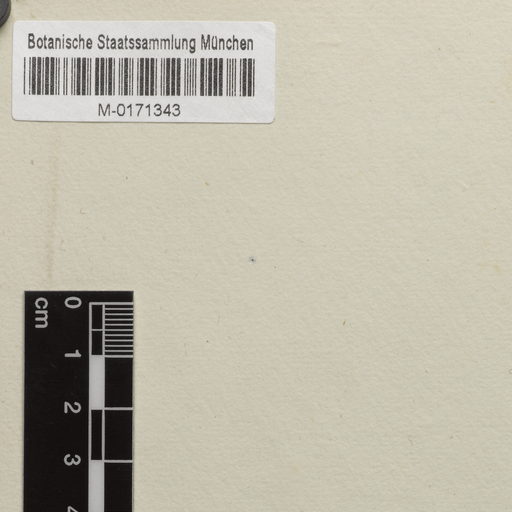 Botanische Staatssammlung München
M-0171343
cm
0
1
2
3
4